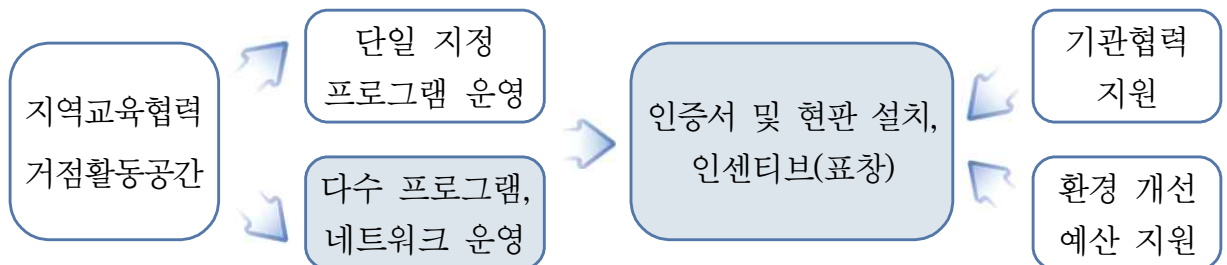 지역교육협력
거점활동공간
단일 지정
프로그램 운영
다수 프로그램,
네트워크 운영
인증서 및 현판 설치,
인센티브(표창)
기관협력
지원
환경 개선
예산 지원